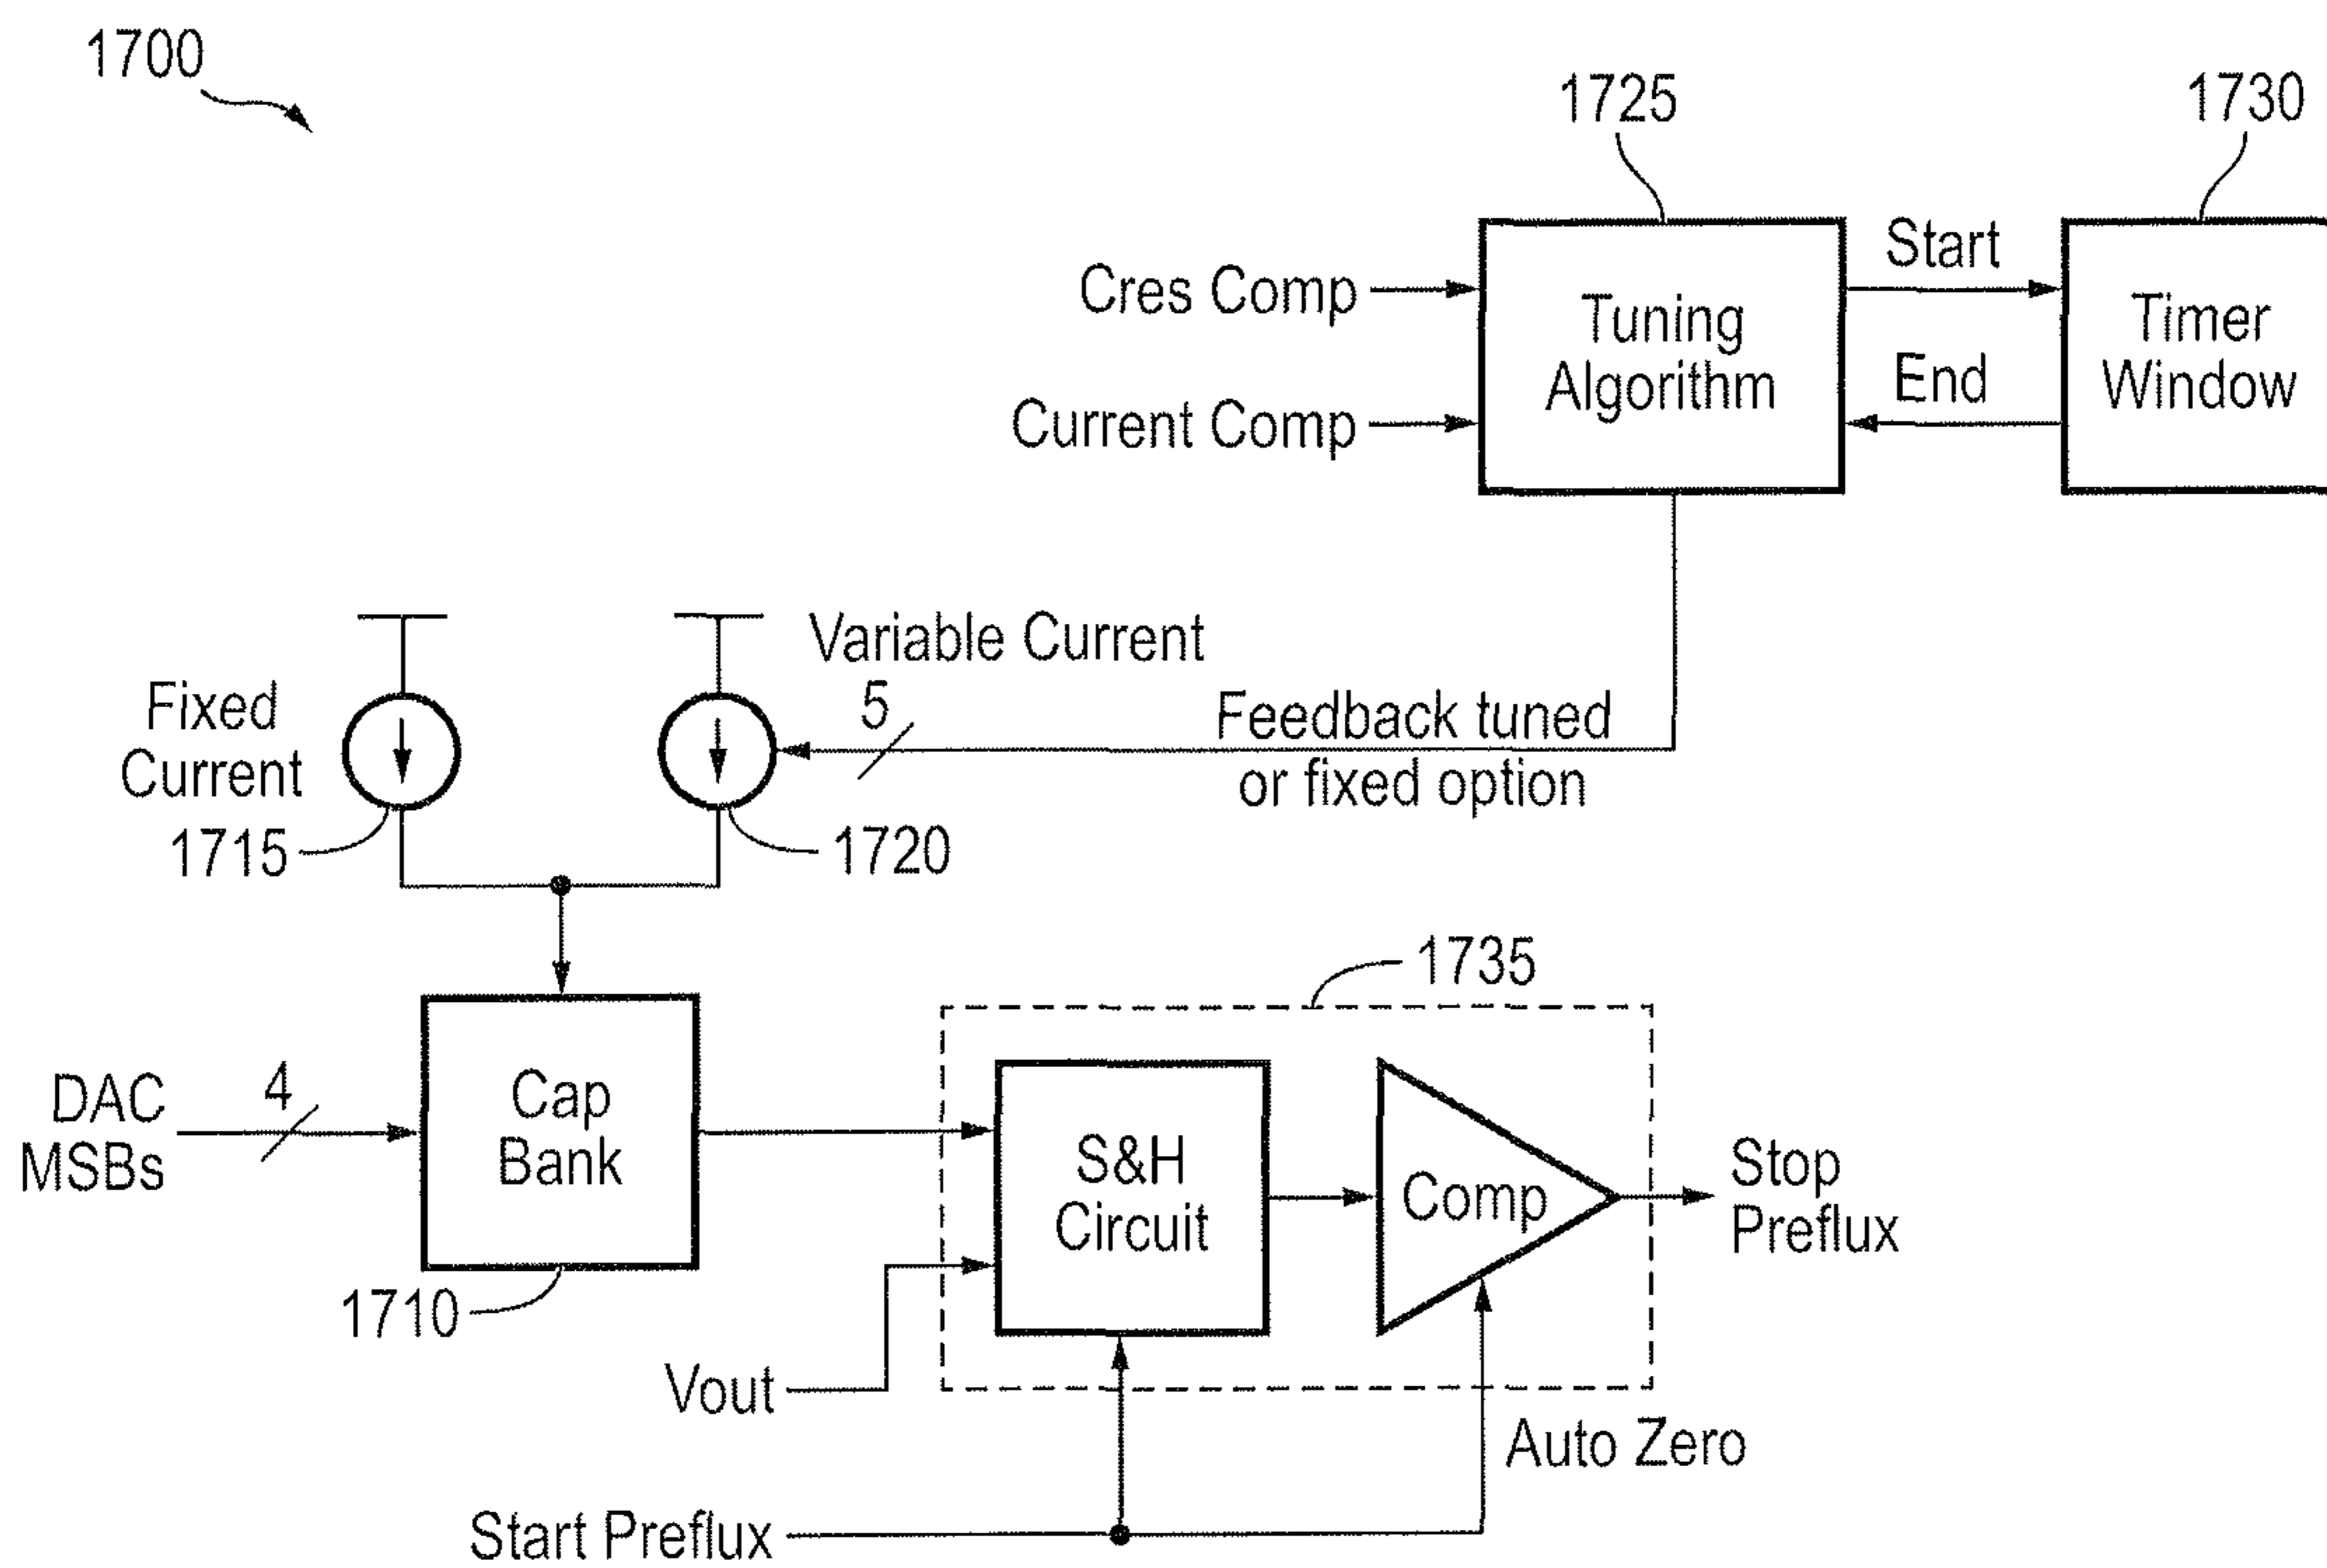 1700
1725
1730
Start
Cres Comp
Tuning
Algorithm
Timer
Window
End
Current Comp
Variable Current
Fixed
Current
5
Feedback tuned
or fixed option
1715
1720
1735
DAC
MSBs
4
Cap
Bank
S&H
Circuit
Comp
Stop
Preflux
1710
Vout
Auto Zero
Start Preflux